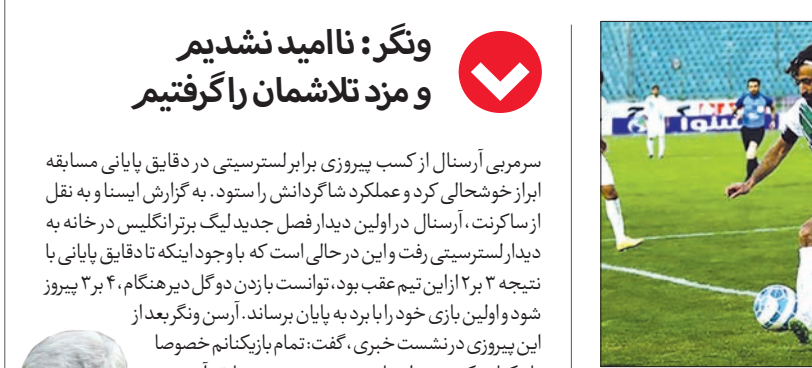 ونگر: ناامید نشدیم
و مزد تلاشمان را گرفتیم
سرمربی آرسنال از کسب پیروزی برابر لسترسیتی در دقایق پایانی مسابقه
ابراز خوشحالی کرد و عملکرد شاگردانش را ستود. به گزارش ایسنا و به نقل
از ساکرنت، آرسنال در اولین دیدار فصل جدید لیگ برتر انگلیس در خانه به
دیدار لسترسیتی رفت و این در حالی است که با وجود اینکه تا دقایق پایانی با
نتیجه ۳ بر ۲ از این تیم عقب بود، توانست با زدن دو گل دیرهنگام، ۴ بر ۳ پیروز
شود و اولین بازی خود را با برد به پایان برساند. آرسن ونگر بعد از
این پیروزی در نشست خبری، گفت: تمام بازیکنانم خصوصا